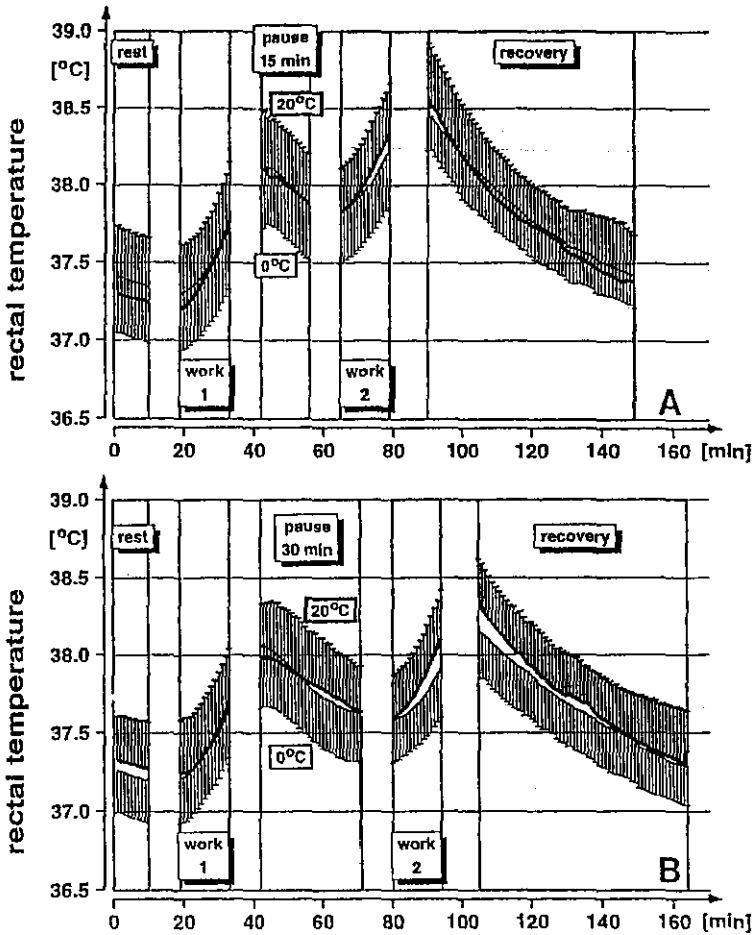 39.0
rest
pause
15 min
recovery
[°C]
38.5
20°C
38.0
37.5
0°C
37.0
work
1
work
2
A
36.5
0 20 40 60 80 100 120 140 160 [min]
rectal temperature
39.0
rest
pause
30 min
recovery
[°C]
38.5
20°C
38.0
37.5
0°C
37.0
work
1
work
2
B
36.5
0 20 40 60 80 100 120 140 160 [min]
rectal temperature